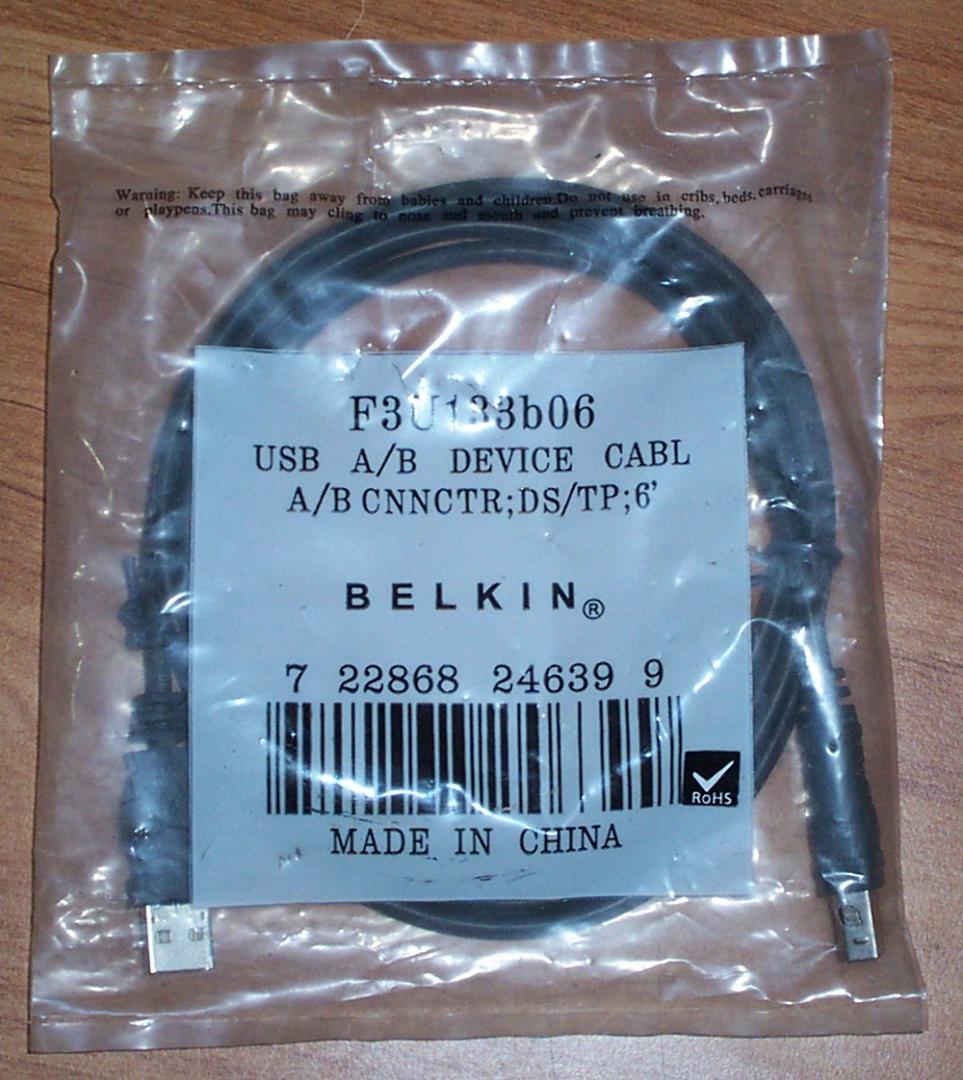 Warning: Keep this bag away from babies and children.Do not use in cribs,beds,carriages
or playpens.This bag may cling to nose and mouth and prevent breathing.
F3U133b06
USB A/B DEVICE CABL
A/B CNNCTR;DS/TP;6'
BELKIN®
7 22868 24639 9
RoHS
MADE IN CHINA